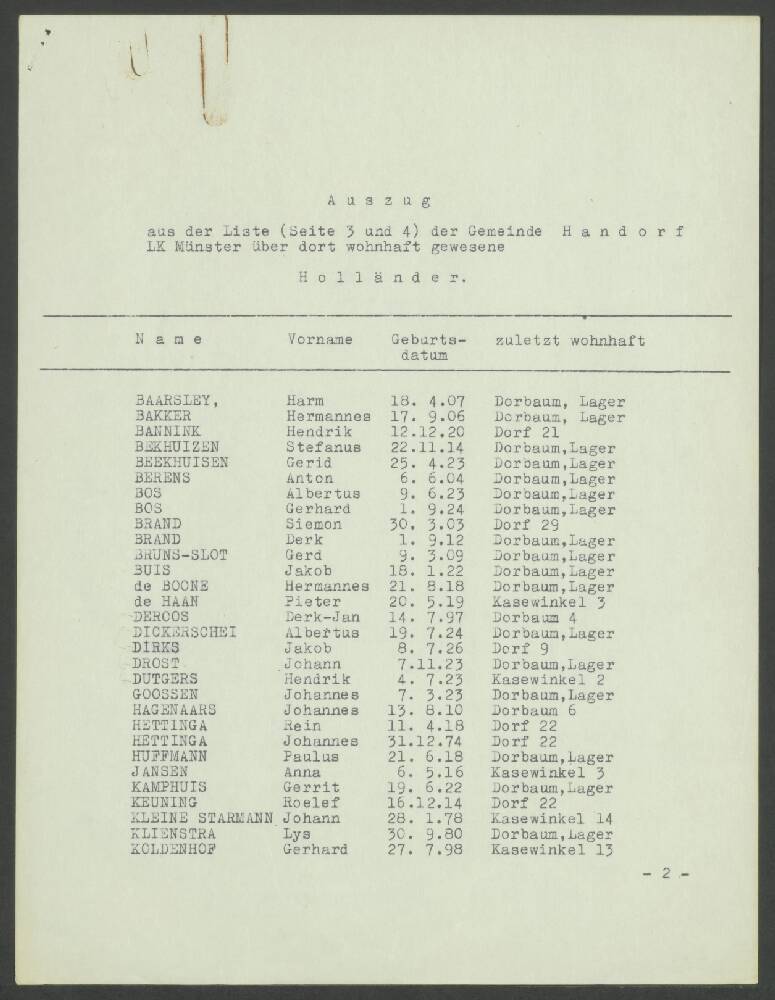 A u s z u g
aus der Liste (Seite 3 und 4) der Gemeinde H a n d o r f
LK Münster über dort wohnhaft gewesene
H o l l ä n d e r.
N a m e Vorname Geburts- zuletzt wohnhaft
datum
BAARSLEY, Harm 18. 4.07 Dorbaum, Lager
BAKKER Hermannes 17. 9.06 Dorbaum, Lager
BANNINK Hendrik 12.12.20 Dorf 21
BEKHUIZEN Stefanus 22.11.14 Dorbaum,Lager
BEEKHUISEN Gerid 25. 4.23 Dorbaum,Lager
BERENS Anton 6. 6.04 Dorbaum,Lager
BOS Albertus 9. 6.23 Dorbaum,Lager
BOS Gerhard 1. 9.24 Dorbaum,Lager
BRAND Siemon 30. 3.03 Dorf 29
BRAND Derk 1. 9.12 Dorbaum,Lager
BRUNS-SLOT Gerd 9. 3.09 Dorbaum,Lager
BUIS Jakob 18. 1.22 Dorbaum,Lager
de BOONE Hermannes 21. 8.18 Dorbaum,Lager
de HAAN Pieter 20. 5.19 Kasewinkel 3
DEROOS Derk-Jan 14. 7.97 Dorbaum 4
DICKERSCHEI Albertus 19. 7.24 Dorbaum,Lager
DIRKS Jakob 8. 7.26 Dorf 9
DROST Johann 7.11.23 Dorbaum,Lager
DUTGERS Hendrik 4. 7.23 Kasewinkel 2
GOOSSEN Johannes 7. 3.23 Dorbaum,Lager
HAGENAARS Johannes 13. 8.10 Dorbaum 6
HETTINGA Rein 11. 4.18 Dorf 22
HETTINGA Johannes 31.12.74 Dorf 22
HUFFMANN Paulus 21. 6.18 Dorbaum,Lager
JANSEN Anna 6. 5.16 Kasewinkel 3
KAMPHUIS Gerrit 19. 6.22 Dorbaum,Lager
KEUNING Roelef 16.12.14 Dorf 22
KLEINE STARMANN Johann 28. 1.78 Kasewinkel 14
KLIENSTRA Lys 30. 9.80 Dorbaum,Lager
KOLDENHOF Gerhard 27. 7.98 Kasewinkel 13
- 2 -